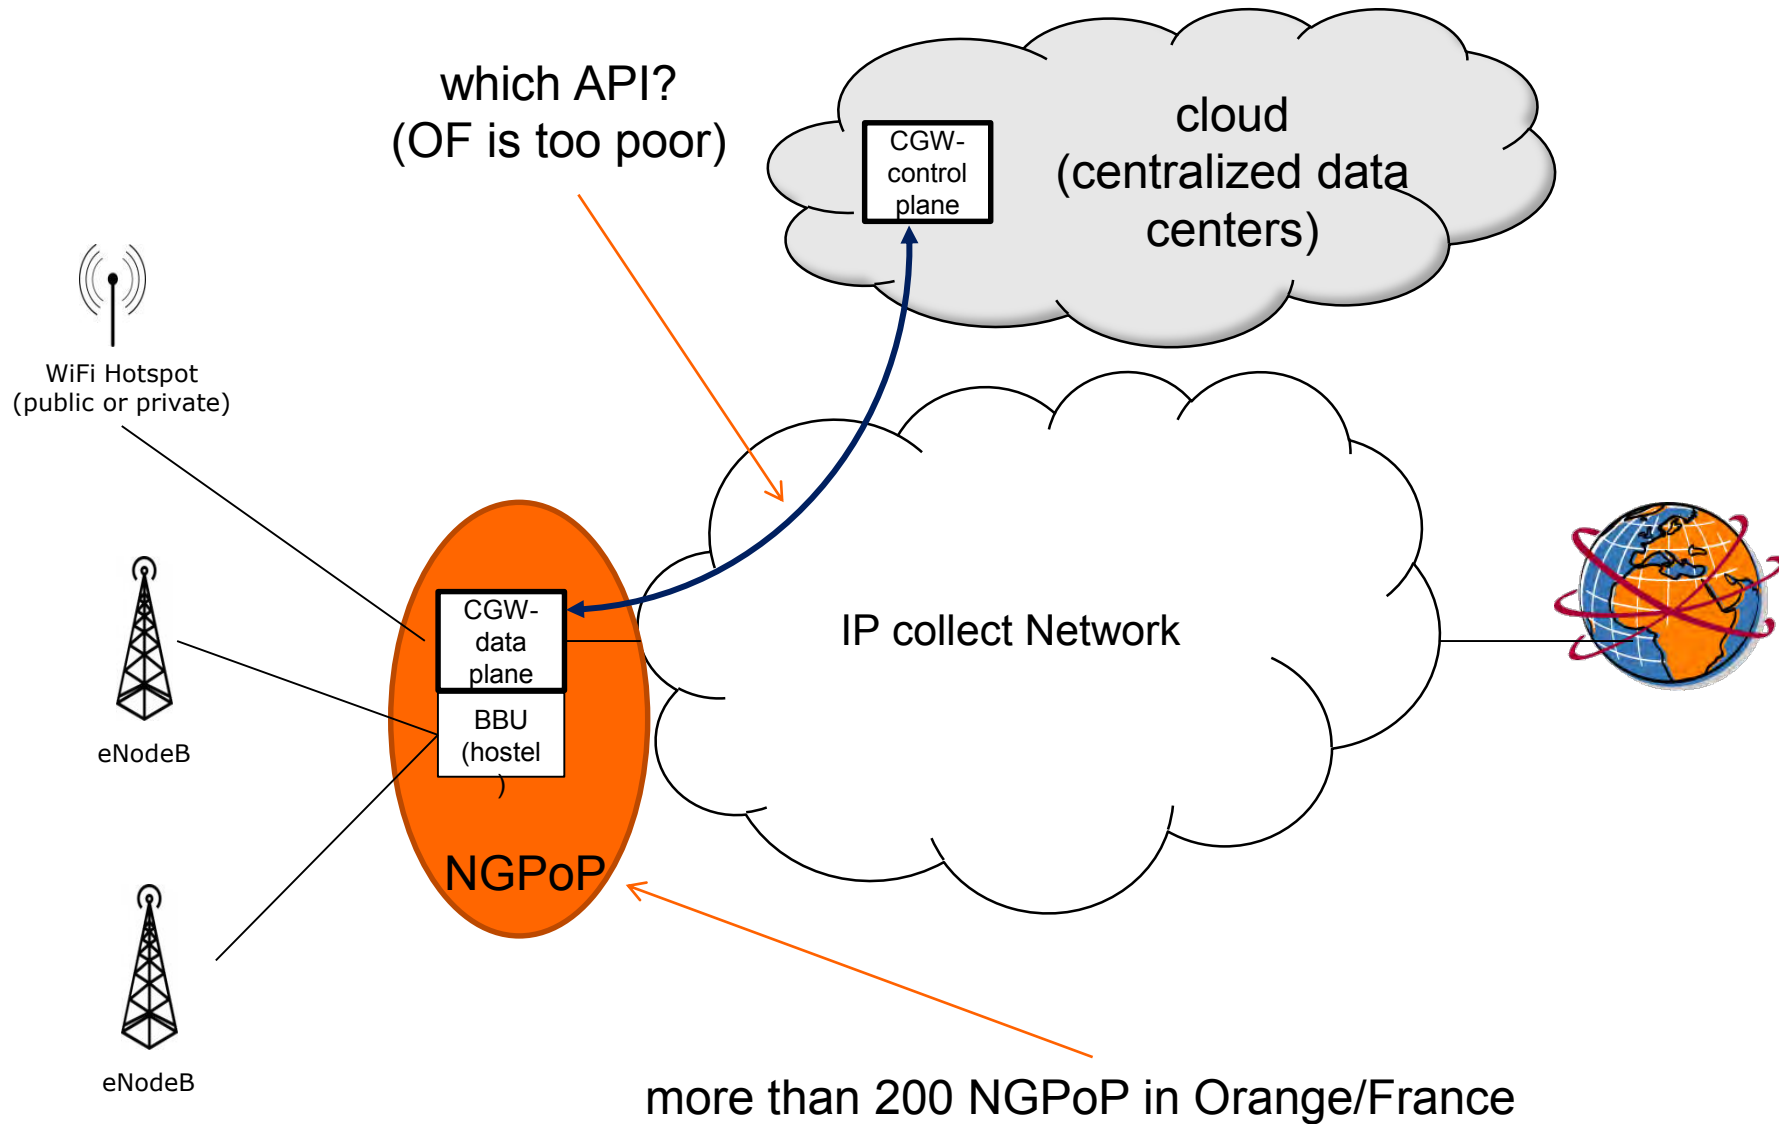 which API?
(OF is too poor)
cloud
(centralized data
centers)
CGW-
control
plane
WiFi Hotspot
(public or private)
CGW-
data
plane
IP collect Network
BBU
(hostel
)
eNodeB
NGPoP
eNodeB
more than 200 NGPoP in Orange/France